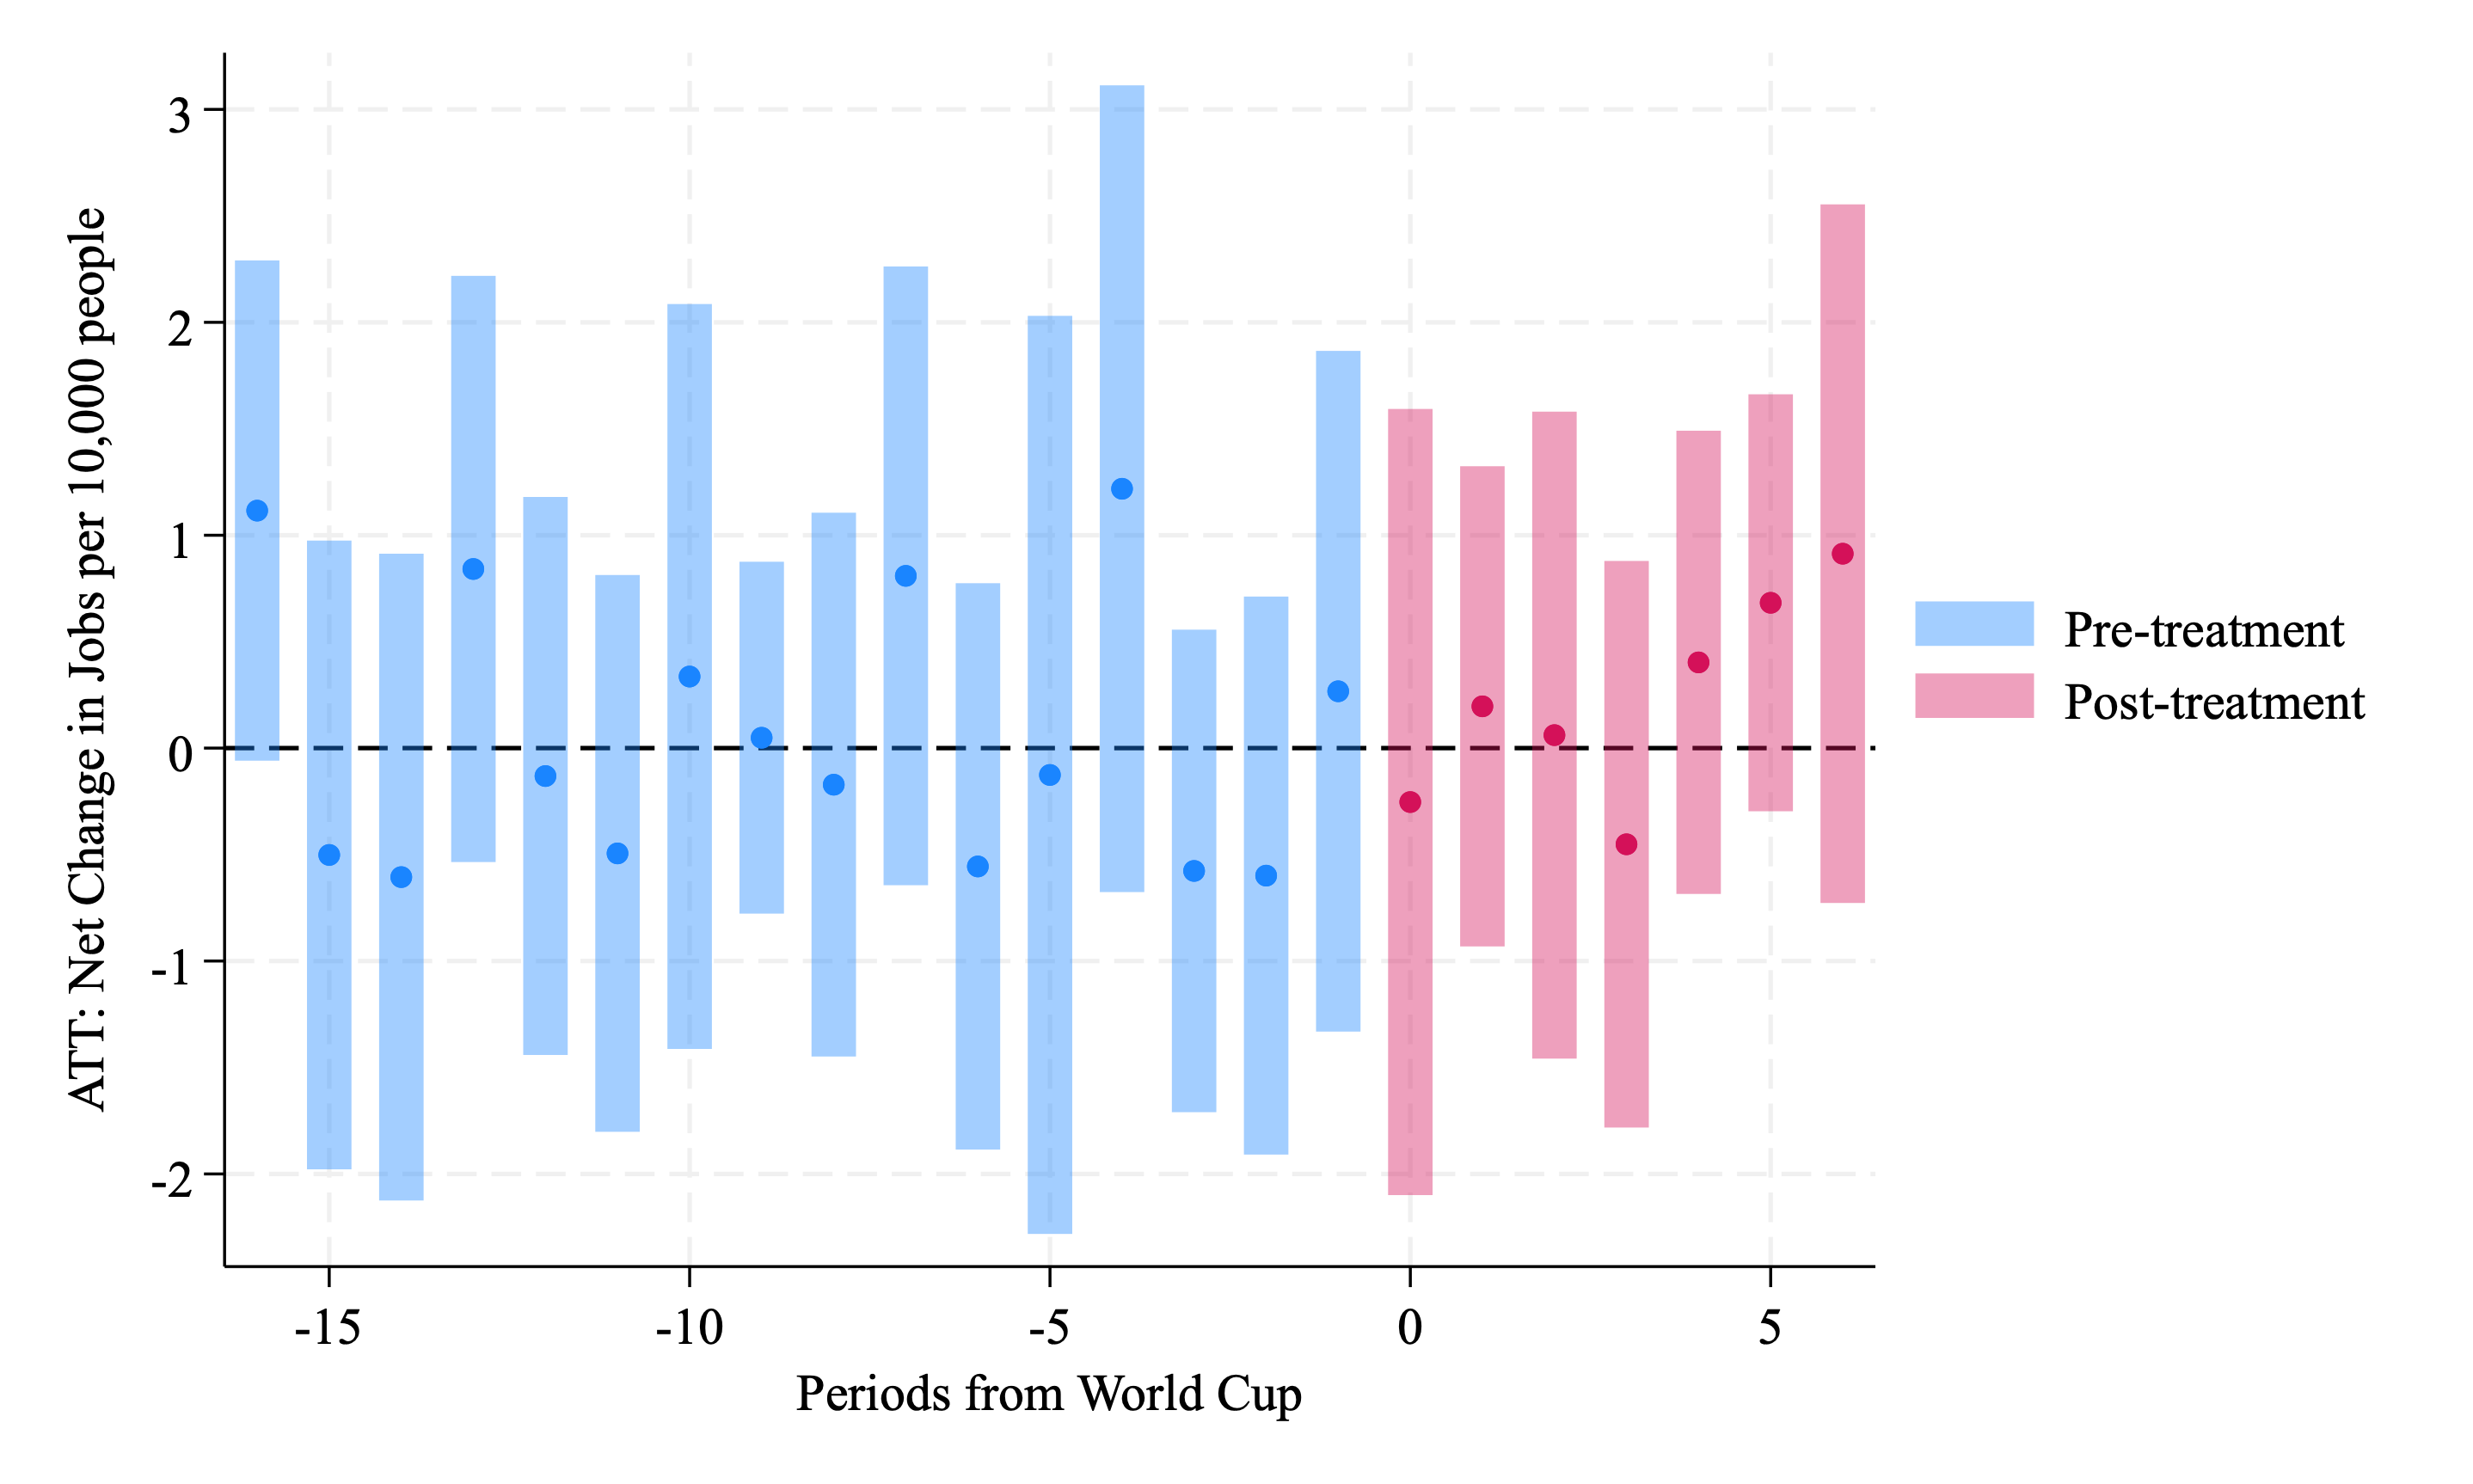 ATT: Net Change in Jobs per 10,000 people
3
2
1
0
-1
-2
-15 -10 -5 0 5
Periods from World Cup
Pre-treatment
Post-treatment